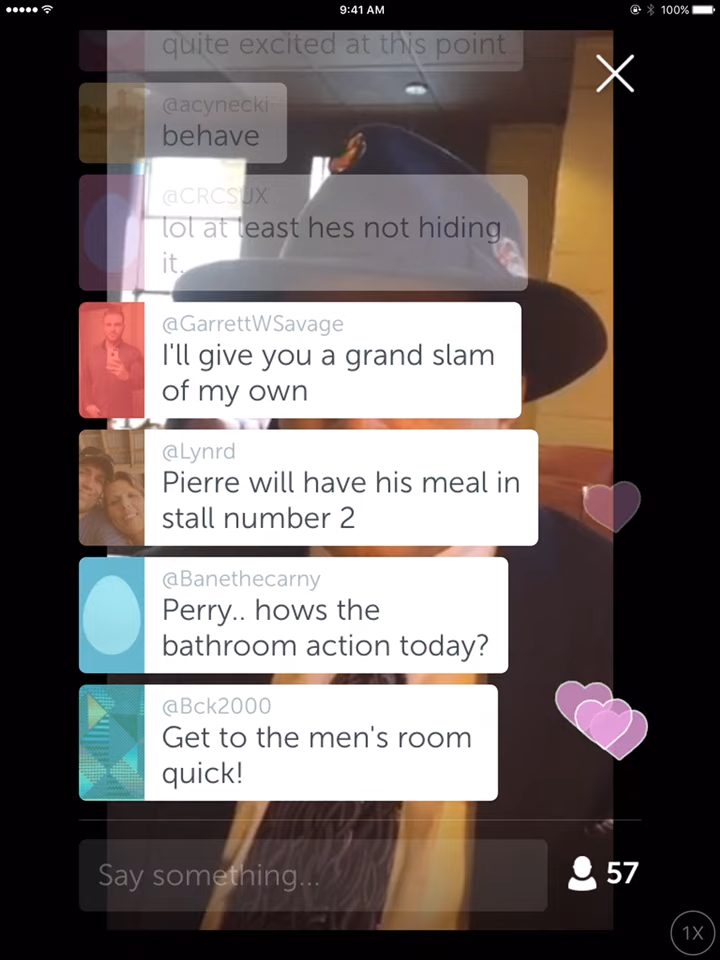 9:41 AM
100%
quite excited at this point
@acynecki
behave
@CRCSUX
lol at least hes not hiding
it.
@GarrettWSavage
I'll give you a grand slam
of my own
@Lynrd
Pierre will have his meal in
stall number 2
@Banethecarny
Perry.. hows the
bathroom action today?
@Bck2000
Get to the men's room
quick!
Say something...
57
1X